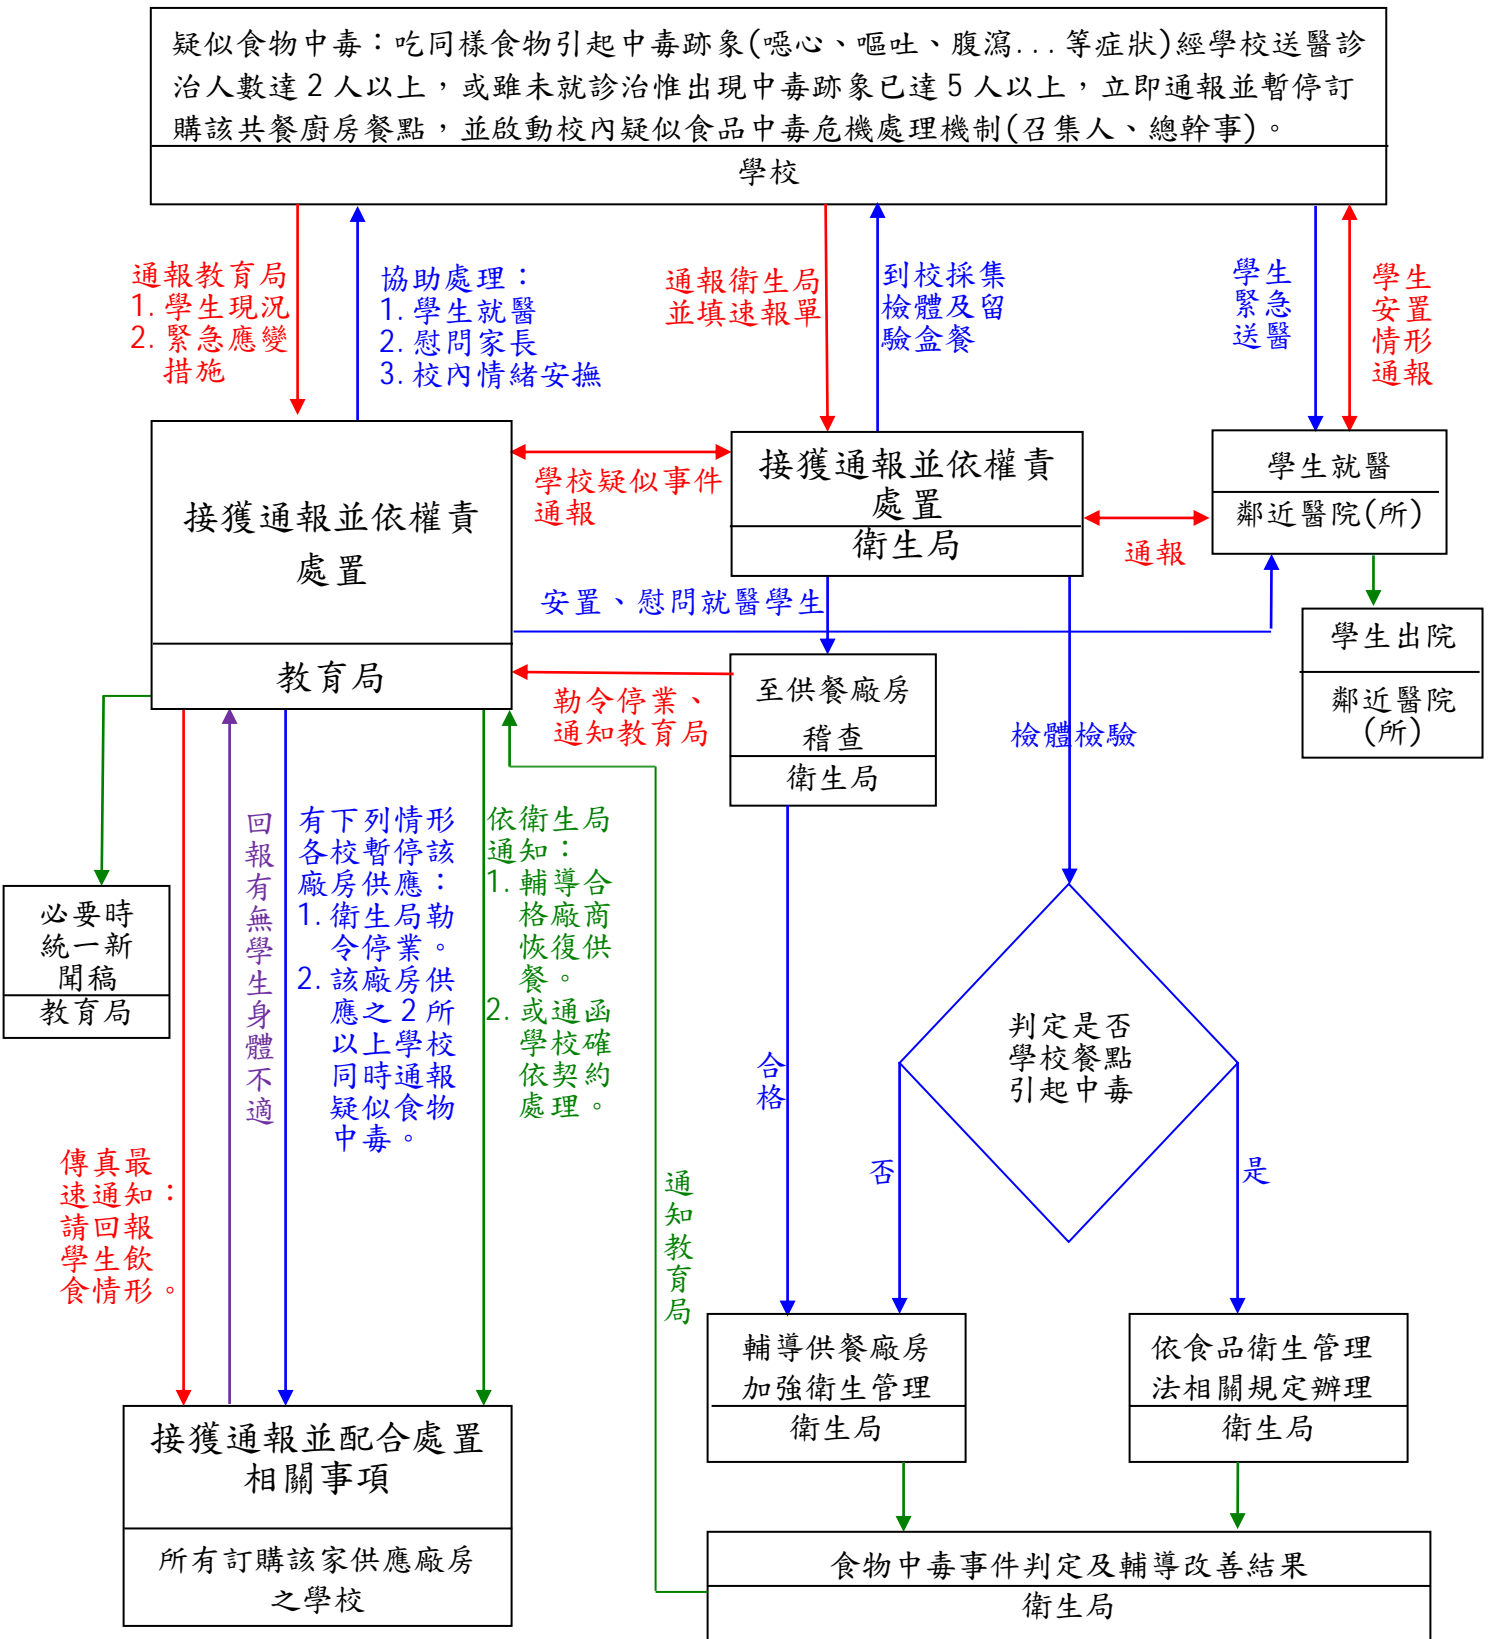 疑似食物中毒：吃同樣食物引起中毒跡象(噁心、嘔吐、腹瀉...等症狀)經學校送醫診
治人數達2人以上，或雖未就診治惟出現中毒跡象已達5人以上，立即通報並暫停訂
購該共餐廚房餐點，並啟動校內疑似食品中毒危機處理機制(召集人、總幹事)。
學校
通報教育局
1.學生現況
2.緊急應變
措施
協助處理：
1.學生就醫
2.慰問家長
3.校內情緒安撫
通報衛生局
並填速報單
到校採集
檢體及留
驗盒餐
學生
緊急
送醫
學生
安置
情形
通報
接獲通報並依權責
處置
教育局
學校疑似事件
通報
接獲通報並依權責
處置
衛生局
通報
學生就醫
鄰近醫院(所)
安置、慰問就醫學生
學生出院
鄰近醫院
(所)
勒令停業、
通知教育局
至供餐廠房
稽查
衛生局
檢體檢驗
必要時
統一新
聞稿
教育局
傳真最
速通知：
請回報
學生飲
食情形。
回報有無學生身體不適
有下列情形
各校暫停該
廠房供應：
1.衛生局勒
令停業。
2.該廠房供
應之2所
以上學校
同時通報
疑似食物
中毒。
依衛生局
通知：
1.輔導合
格廠商
恢復供
餐。
2.或通函
學校確
依契約
處理。
通知教育局
合格
判定是否
學校餐點
引起中毒
否
是
輔導供餐廠房
加強衛生管理
衛生局
依食品衛生管理
法相關規定辦理
衛生局
接獲通報並配合處置
相關事項
所有訂購該家供應廠房
之學校
食物中毒事件判定及輔導改善結果
衛生局